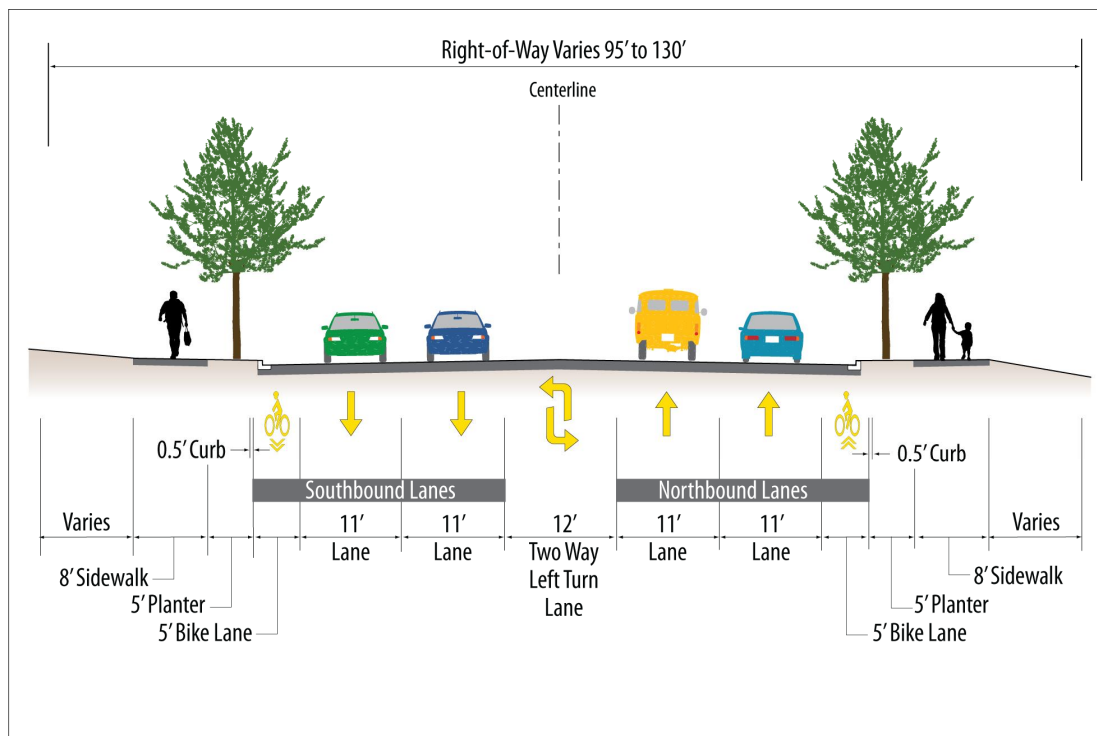 Right-of-Way Varies 95’ to 130’
Centerline
0.5’ Curb
0.5’ Curb
Southbound Lanes
Northbound Lanes
Varies
11’
Lane
11’
Lane
12’
Two Way
Left Turn
Lane
11’
Lane
11’
Lane
Varies
8’ Sidewalk
5’ Planter
5’ Bike Lane
8’ Sidewalk
5’ Planter
5’ Bike Lane